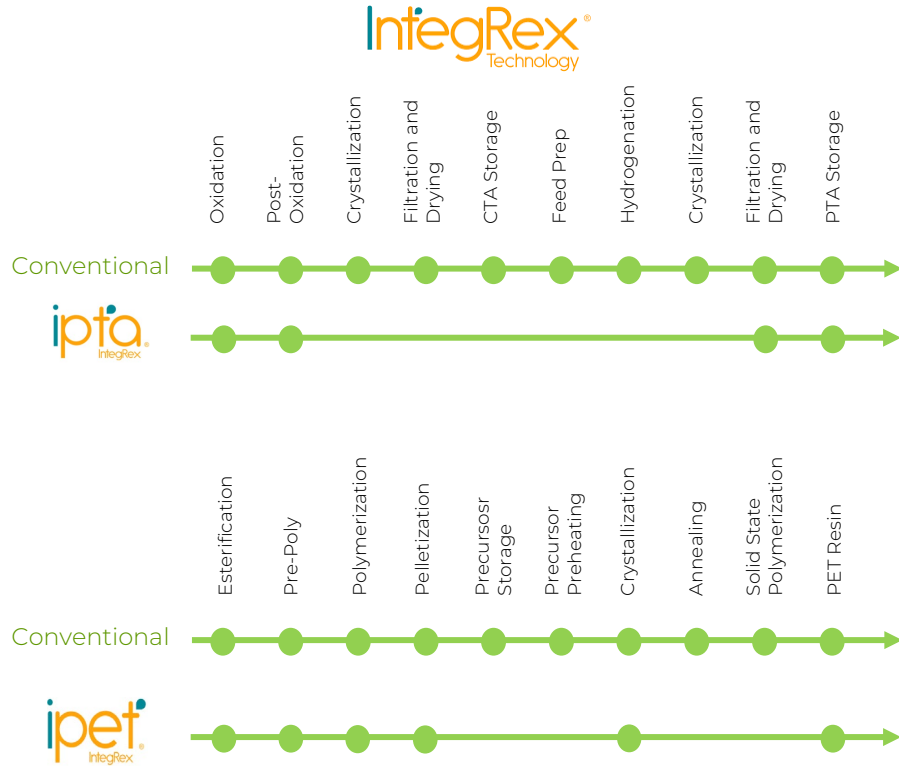 IntegRex®
Technology
Oxidation
Post-
Oxidation
Crystallization
Filtration and
Drying
CTA Storage
Feed Prep
Hydrogenation
Crystallization
Filtration and
Drying
PTA Storage
Conventional
ipta®
IntegRex
Esterification
Pre-Poly
Polymerization
Pelletization
Precursosr
Storage
Precursor
Preheating
Crystallization
Annealing
Solid State
Polymerization
PET Resin
Conventional
ipet®
IntegRex